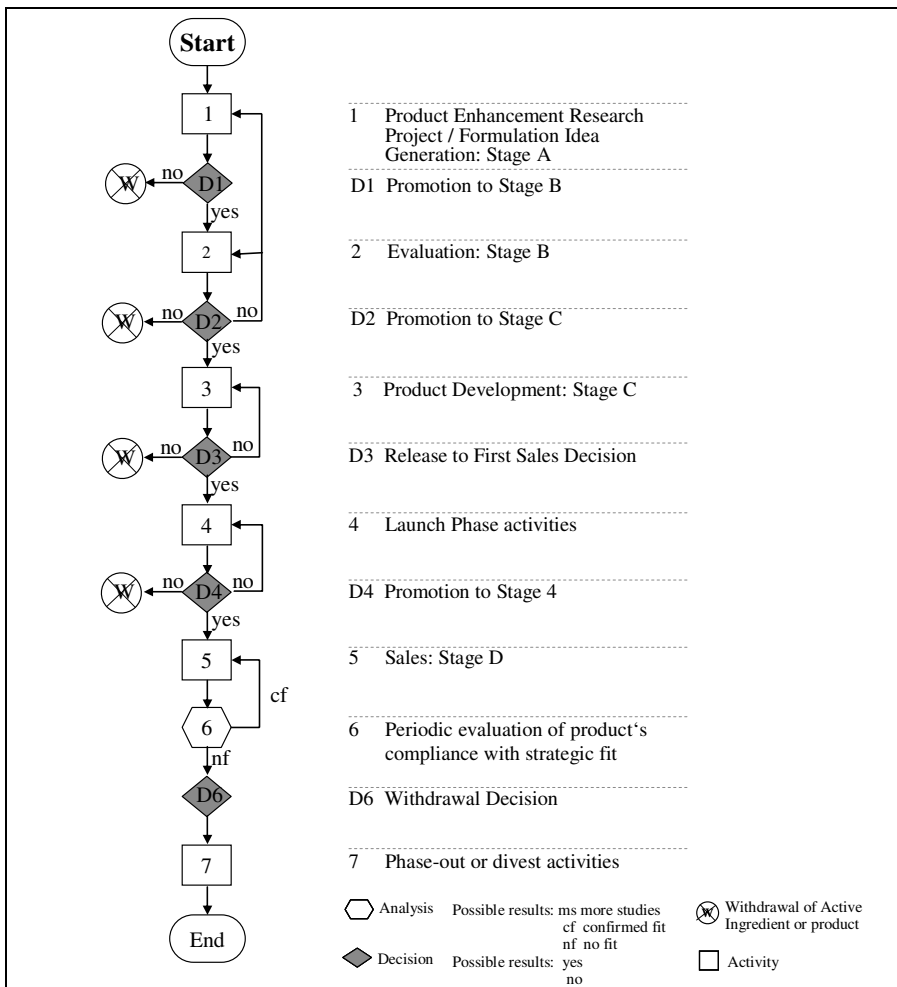 Start
1
1 Product Enhancement Research
Project / Formulation Idea
Generation: Stage A
no
W
D1
D1 Promotion to Stage B
yes
2
2 Evaluation: Stage B
no
W
D2
no
D2 Promotion to Stage C
yes
3
3 Product Development: Stage C
no
W
D3
no
D3 Release to First Sales Decision
yes
4
4 Launch Phase activities
no
W
D4
no
D4 Promotion to Stage 4
yes
5
5 Sales: Stage D
cf
6
6 Periodic evaluation of product‘s
compliance with strategic fit
nf
D6
D6 Withdrawal Decision
7
7 Phase-out or divest activities
End
Analysis Possible results: ms more studies
cf confirmed fit
nf no fit
Decision Possible results: yes
no
W Withdrawal of Active
Ingredient or product
Activity